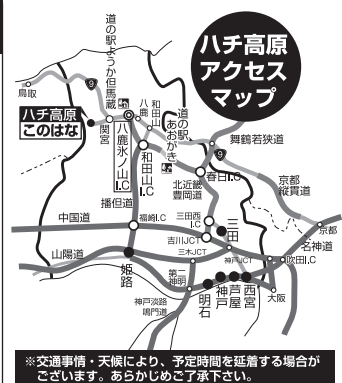 ハチ高原
アクセス
マップ
道の駅ようか但馬蔵
9
鳥取
ハチ高原
このはな
関宮
八鹿
和田山
道の駅
あおがき
八鹿氷ノ山I.C
和田山I.C
舞鶴若狭道
9
春日I.C
北近畿
豊岡道
京都
縦貫道
播但道
中国道
福崎I.C
三田西
I.C
三田
吉川JCT
京都
名神道
山陽道
三木JCT
神戸JCT
吹田I.C
姫路
第二
神明
明石
神戸
芦屋
西宮
大阪
神戸淡路
鳴門道
※交通事情・天候により、予定時間を延着する場合が
ございます。あらかじめご了承下さい。